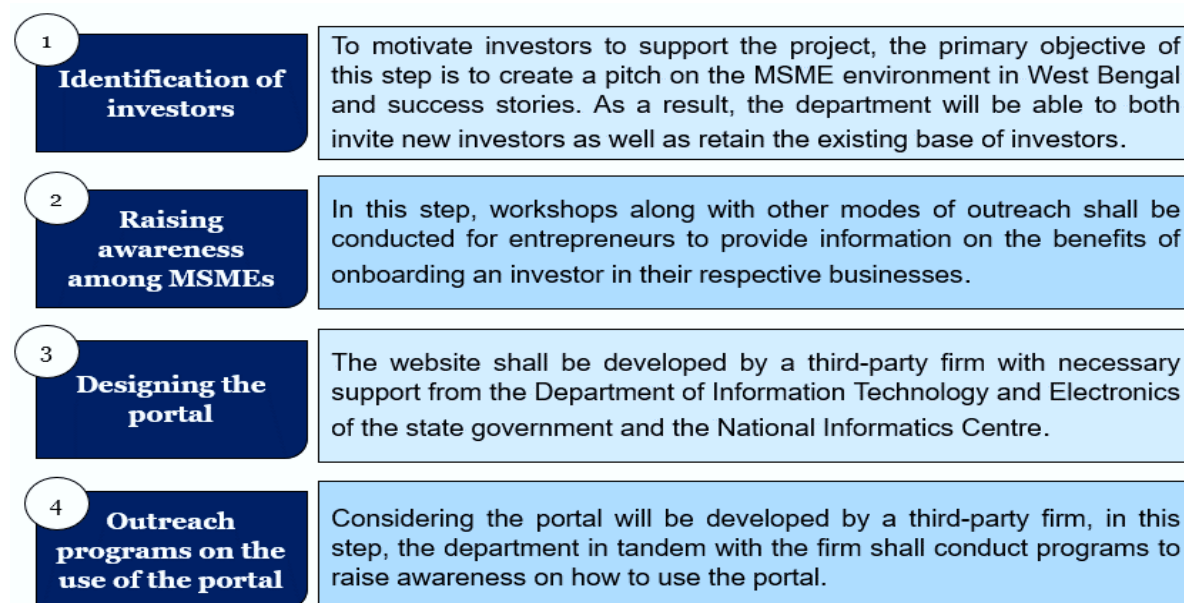 1
Identification of
investors
To motivate investors to support the project, the primary objective of
this step is to create a pitch on the MSME environment in West Bengal
and success stories. As a result, the department will be able to both
invite new investors as well as retain the existing base of investors.
2
Raising
awareness
among MSMEs
In this step, workshops along with other modes of outreach shall be
conducted for entrepreneurs to provide information on the benefits of
onboarding an investor in their respective businesses.
3
Designing the
portal
The website shall be developed by a third-party firm with necessary
support from the Department of Information Technology and Electronics
of the state government and the National Informatics Centre.
4
Outreach
programs on the
use of the portal
Considering the portal will be developed by a third-party firm, in this
step, the department in tandem with the firm shall conduct programs to
raise awareness on how to use the portal.